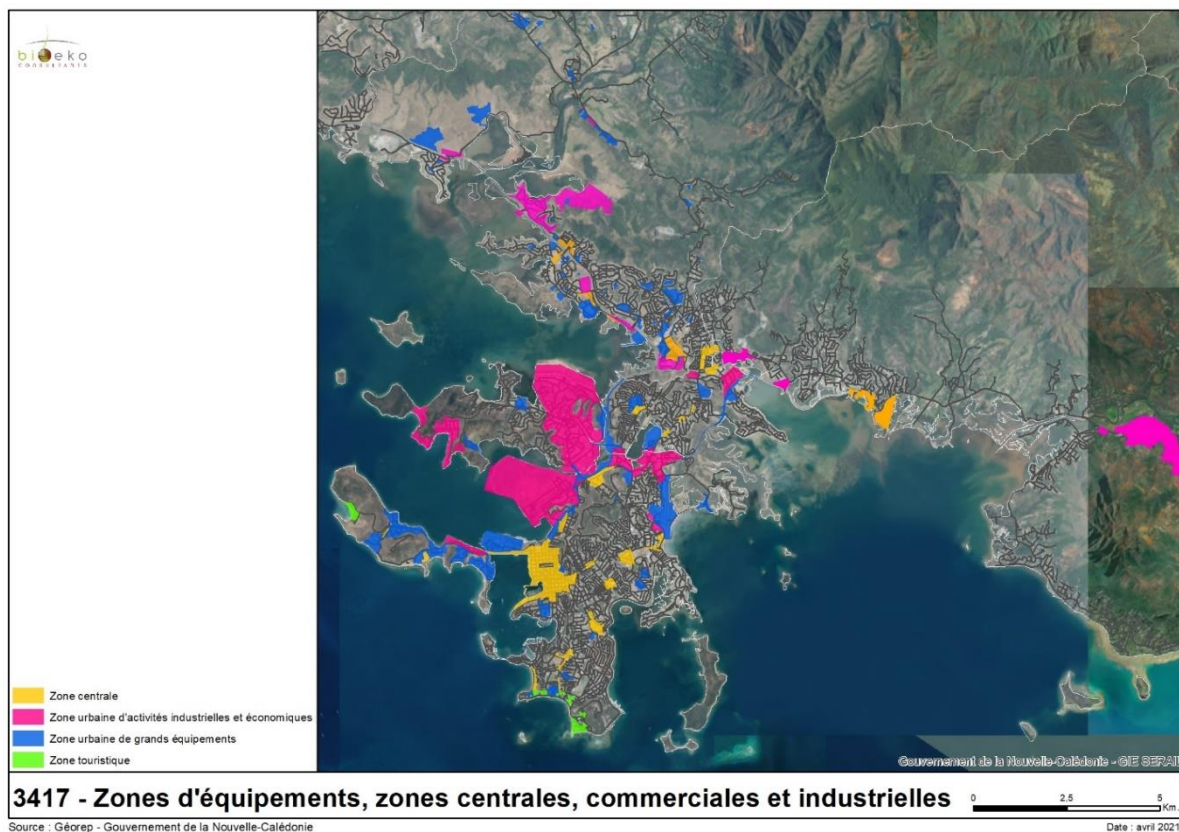 bioeko
CONSULTANTS
Zone centrale
Zone urbaine d'activités industrielles et économiques
Zone urbaine de grands équipements
Zone touristique
Gouvernement de la Nouvelle-Calédonie - GIE SERAIL
3417 - Zones d'équipements, zones centrales, commerciales et industrielles
0 2,5 5
Km.
Source : Géorep - Gouvernement de la Nouvelle-Calédonie
Date : avril 2021